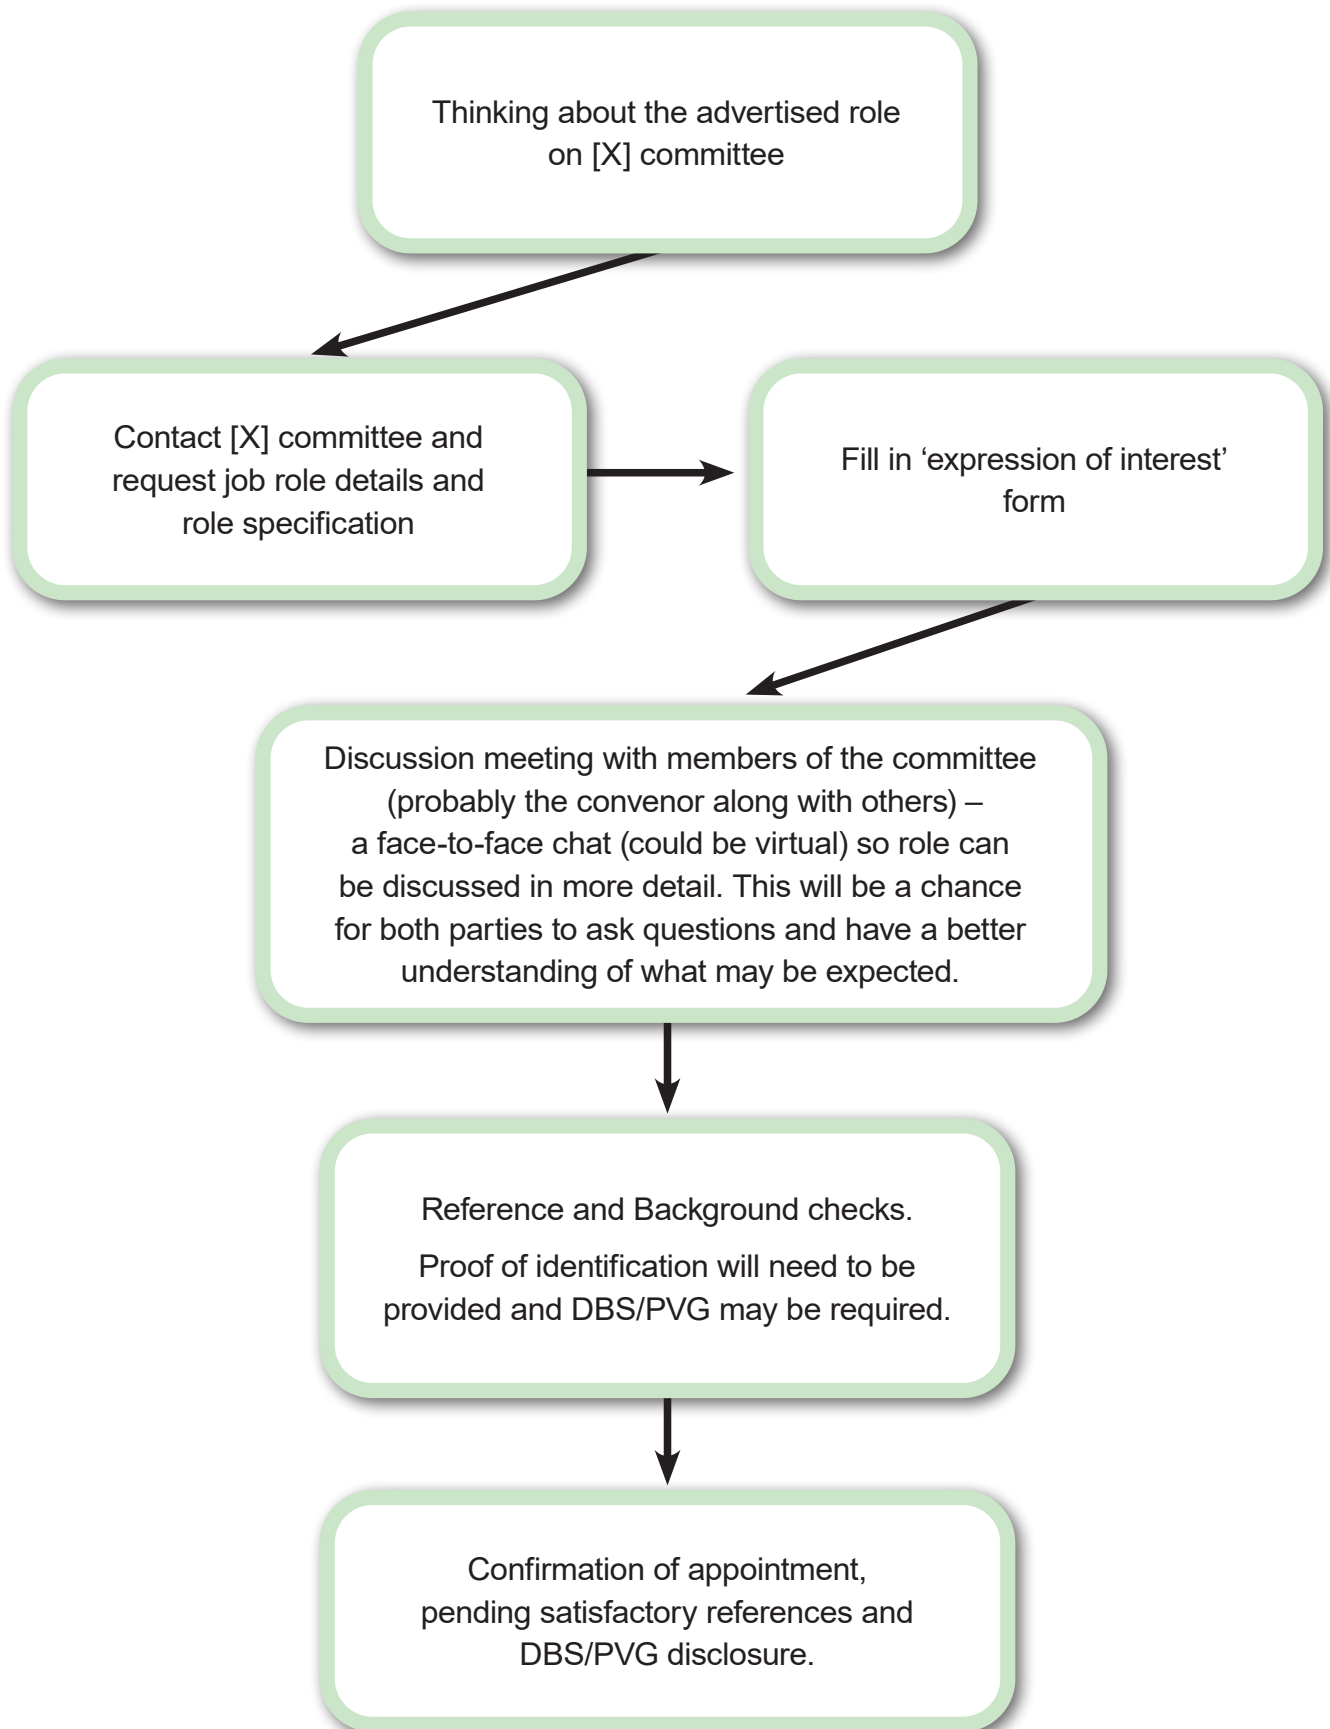 Thinking about the advertised role
on [X] committee
Contact [X] committee and
request job role details and
role specification
Fill in ‘expression of interest’
form
Discussion meeting with members of the committee
(probably the convenor along with others) –
a face-to-face chat (could be virtual) so role can
be discussed in more detail. This will be a chance
for both parties to ask questions and have a better
understanding of what may be expected.
Reference and Background checks.
Proof of identification will need to be
provided and DBS/PVG may be required.
Confirmation of appointment,
pending satisfactory references and
DBS/PVG disclosure.